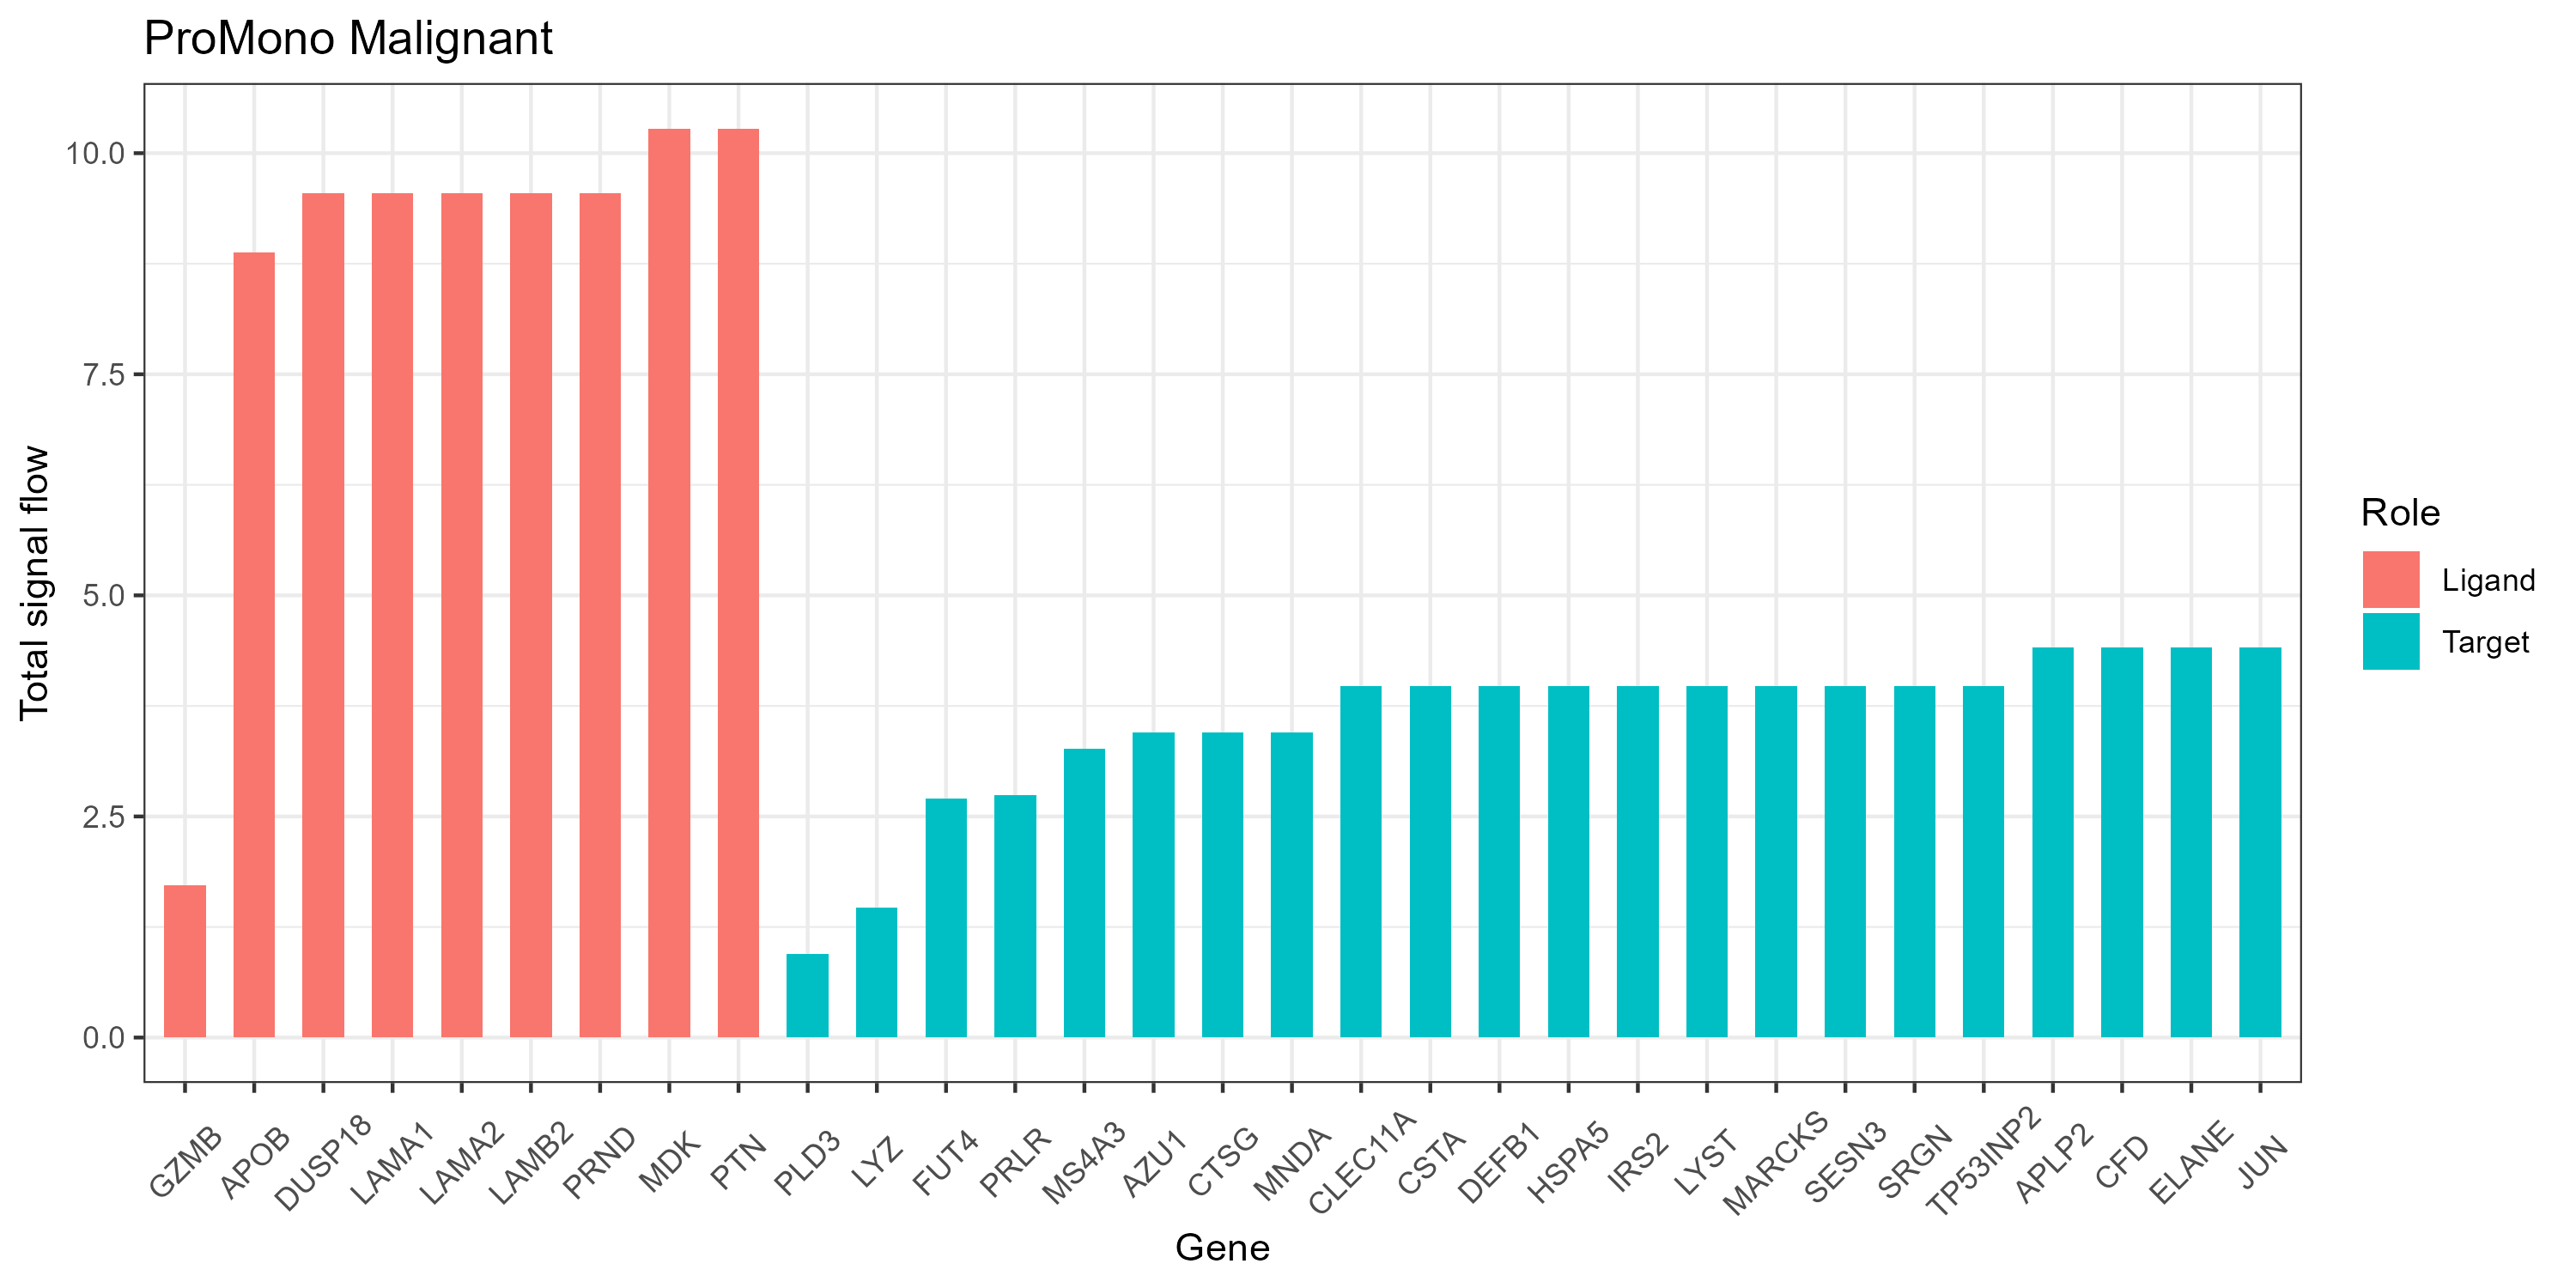 ProMono Malignant
Total signal flow
10.0
7.5
5.0
2.5
0.0
GZMB
APOB
DUSP18
LAMA1
LAMA2
LAMB2
PRND
MDK
PTN
PLD3
LYZ
FUT4
PRLR
MS4A3
AZU1
CTSG
MNDA
CLEC11A
CSTA
DEFB1
HSPA5
IRS2
LYST
MARCKS
SESN3
SRGN
TP53INP2
APLP2
CFD
ELANE
JUN
Gene
Role
Ligand
Target